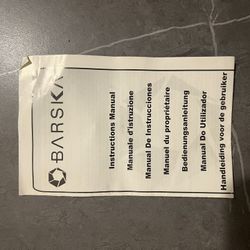 BARSKA
Instructions Manual
Manuale d'istruzione
Manual De Instrucciones
Manuel du propriétaire
Bedienungsanleitung
Manual Do Utilizador
Handleiding voor de gebruiker